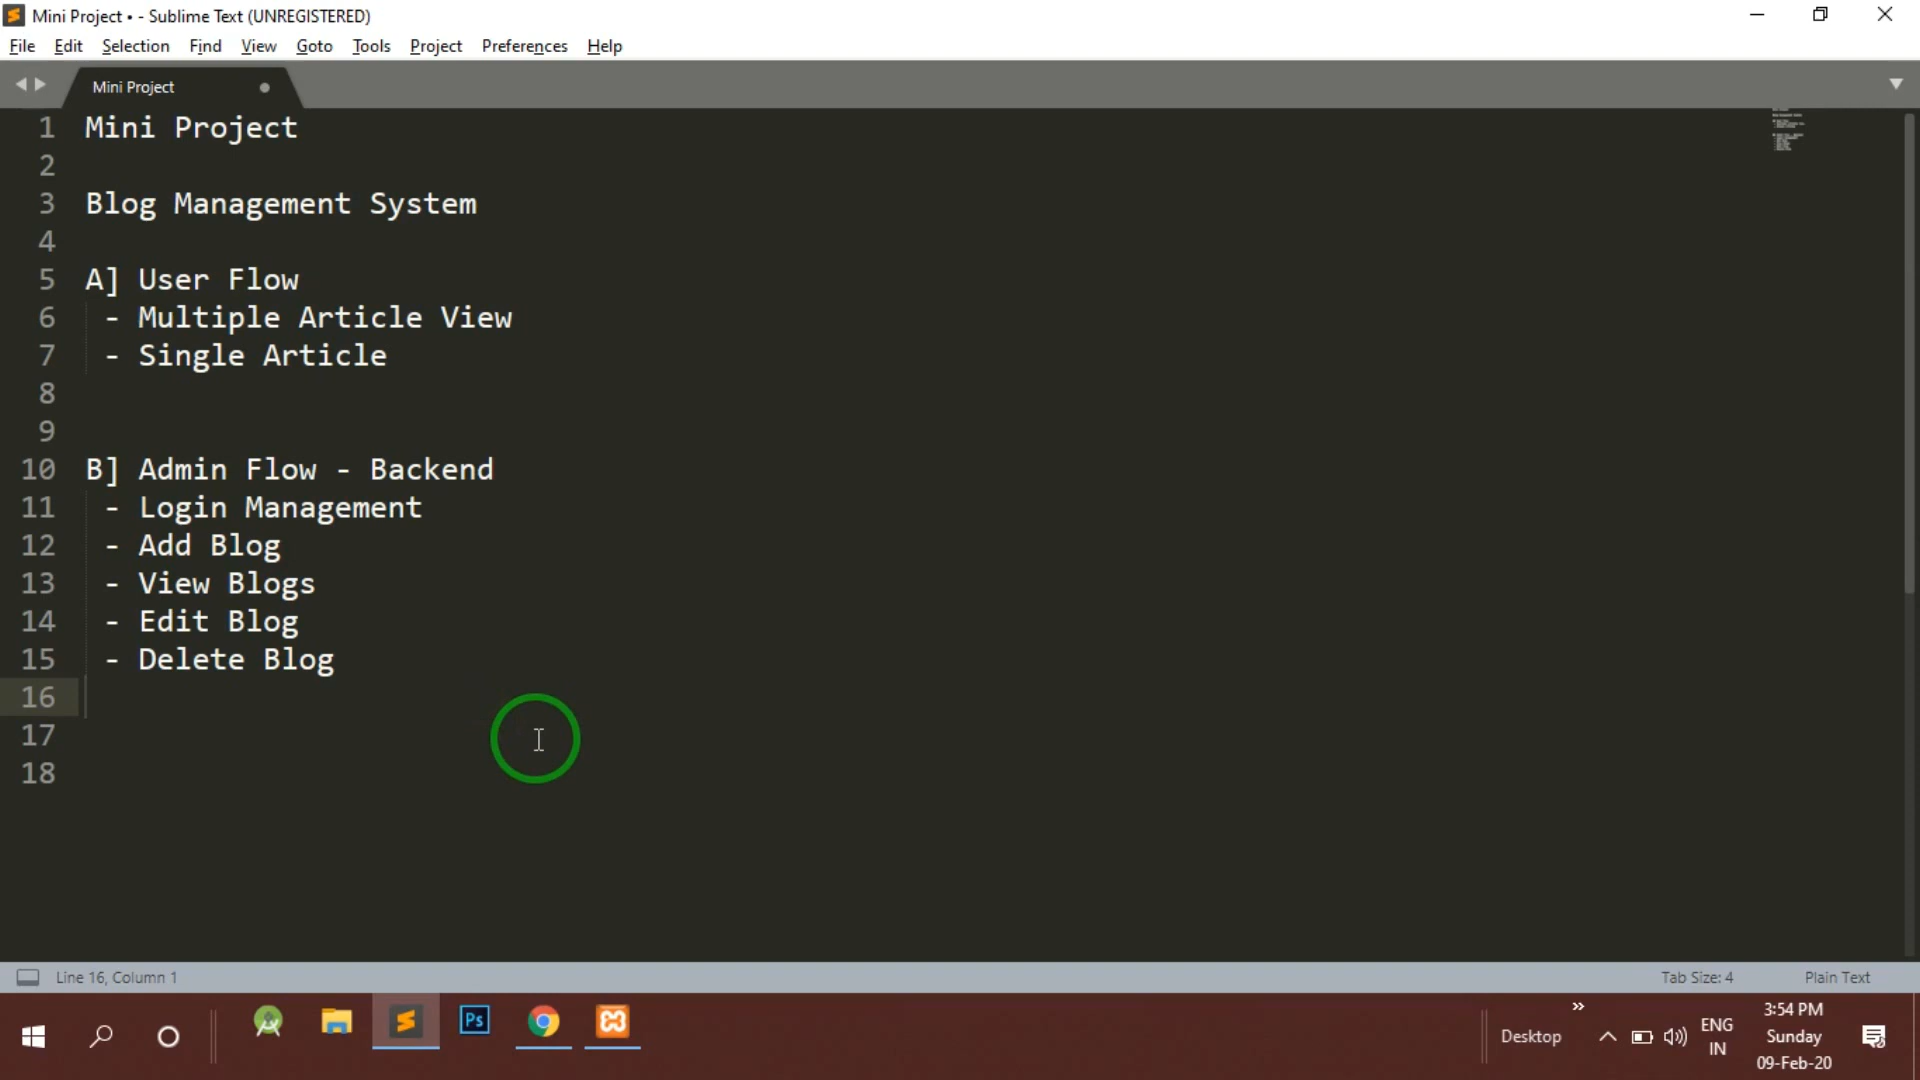 Mini Project • - Sublime Text (UNREGISTERED)
File Edit Selection Find View Goto Tools Project Preferences Help
Mini Project
1 Mini Project
2
3 Blog Management System
4
5 A] User Flow
6 - Multiple Article View
7 - Single Article
8
9
10 B] Admin Flow - Backend
11 - Login Management
12 - Add Blog
13 - View Blogs
14 - Edit Blog
15 - Delete Blog
16
17
18
Line 16, Column 1 Tab Size: 4 Plain Text
Ps
Desktop
ENG
IN
3:54 PM
Sunday
09-Feb-20